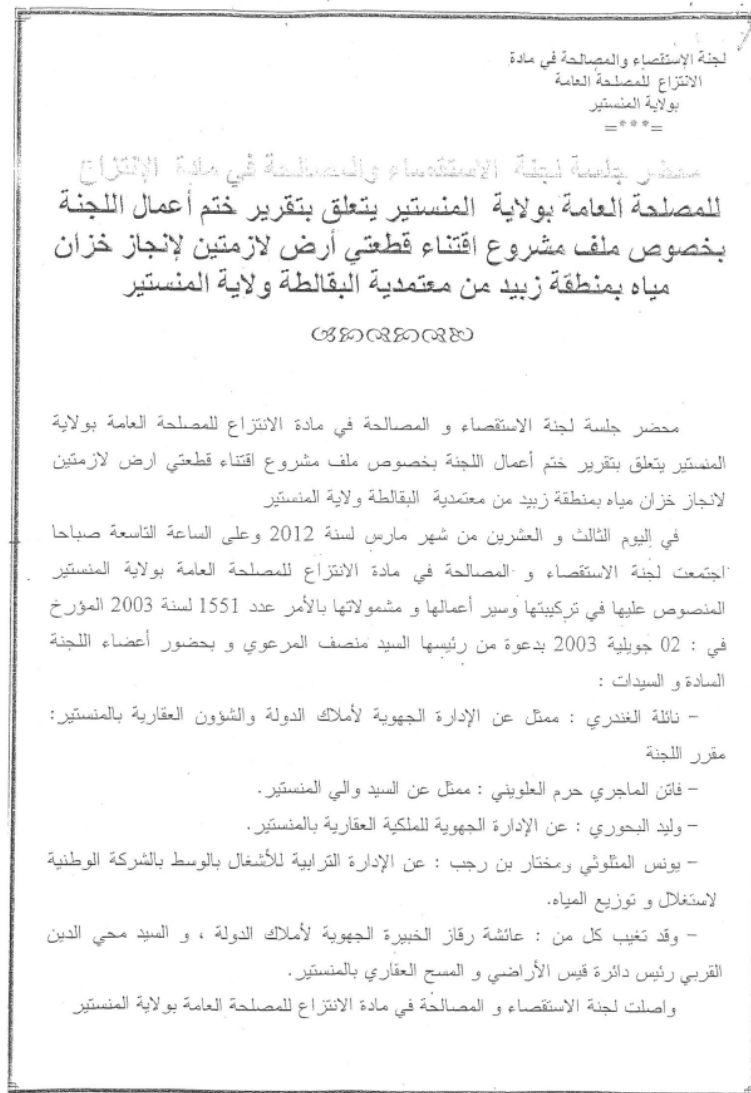 لجنة الإستقصاء والمصالحة في مادة
الانتزاع للمصلحة العامة
بولاية المنستير
=***=
محضر جلسة لجنة الاستقصاء والمصالحة في مادة الانتزاع
للمصلحة العامة بولاية المنستير يتعلق بتقرير ختم أعمال اللجنة
بخصوص ملف مشروع اقتناء قطعتي أرض لازمتين لانجاز خزان
مياه بمنطقة زبيد من معتمدية البقالطة ولاية المنستير
محضر جلسة لجنة الاستقصاء و المصالحة في مادة الانتزاع للمصلحة العامة بولاية
المنستير يتعلق بتقرير ختم أعمال اللجنة بخصوص ملف مشروع اقتناء قطعتي ارض لازمتين
لانجاز خزان مياه بمنطقة زبيد من معتمدية البقالطة ولاية المنستير
في اليوم الثالث و العشرين من شهر مارس لسنة 2012 وعلى الساعة التاسعة صباحا
اجتمعت لجنة الاستقصاء و المصالحة في مادة الانتزاع للمصلحة العامة بولاية المنستير
المنصوص عليها في تركيبتها وسير أعمالها و مشمولاتها بالأمر عدد 1551 لسنة 2003 المؤرخ
في : 02 جويلية 2003 بدعوة من رئيسها السيد منصف المرعوي و بحضور أعضاء اللجنة
السادة و السيدات :
- نائلة الغندري : ممثل عن الإدارة الجهوية لأملاك الدولة والشؤون العقارية بالمنستير:
مقرر اللجنة
- فاتن الماجري حرم العلويني : ممثل عن السيد والي المنستير.
- وليد البحوري : عن الإدارة الجهوية للملكية العقارية بالمنستير.
- يونس المثلوثي ومختار بن رجب : عن الإدارة الترابية للأشغال بالوسط بالشركة الوطنية
لاستغلال و توزيع المياه.
- وقد تغيب كل من : عائشة رقاز الخبيرة الجهوية لأملاك الدولة ، و السيد محي الدين
القربي رئيس دائرة قيس الأراضي و المسح العقاري بالمنستير.
واصلت لجنة الاستقصاء و المصالحة في مادة الانتزاع للمصلحة العامة بولاية المنستير